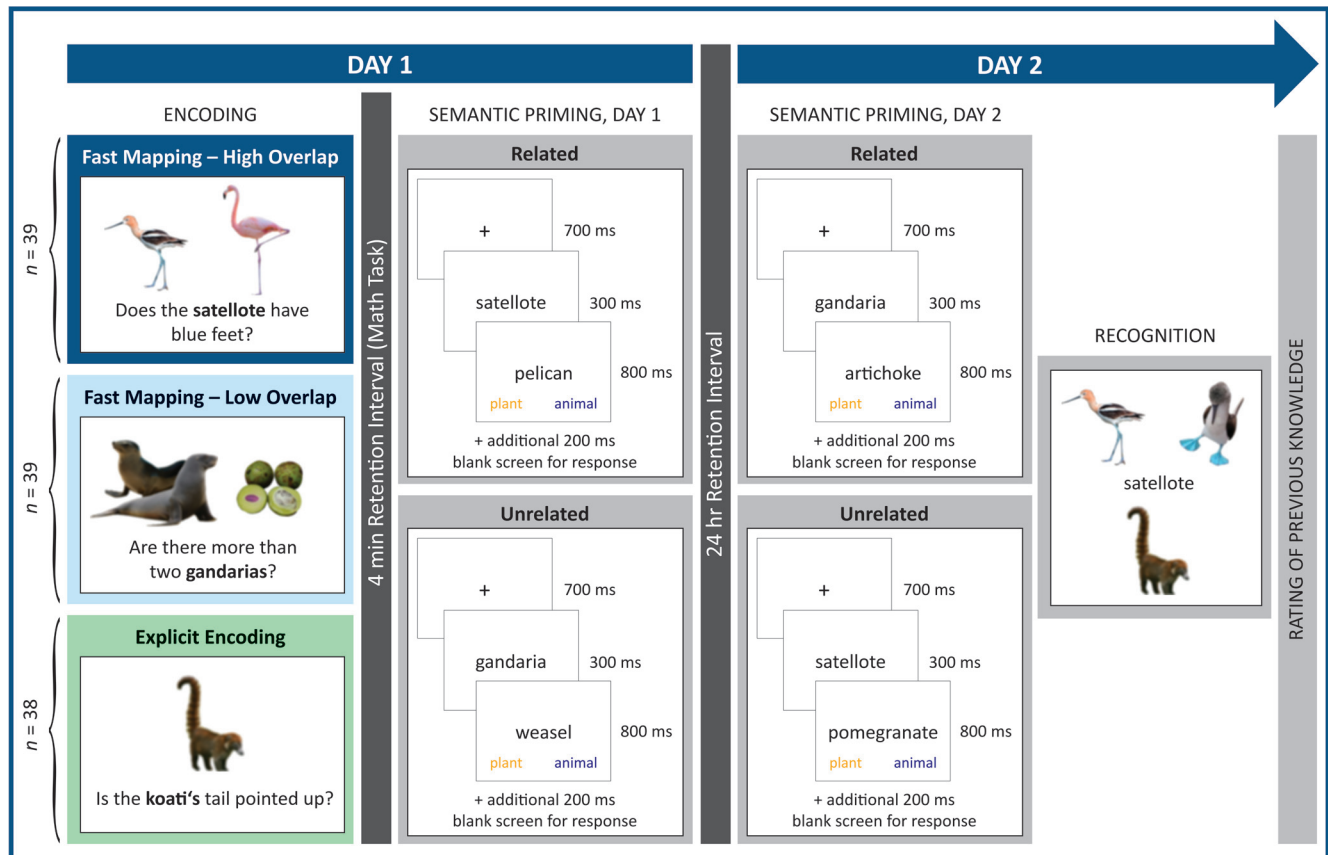 DAY 1
DAY 2
ENCODING
SEMANTIC PRIMING, DAY 1
SEMANTIC PRIMING, DAY 2
n = 39
Fast Mapping – High Overlap
Does the satellote have
blue feet?
n = 39
Fast Mapping – Low Overlap
Are there more than
two gandarias?
n = 38
Explicit Encoding
Is the koati‘s tail pointed up?
4 min Retention Interval (Math Task)
Related
+
700 ms
satellote
300 ms
pelican
800 ms
plant animal
+ additional 200 ms
blank screen for response
Unrelated
+
700 ms
gandaria
300 ms
weasel
800 ms
plant animal
+ additional 200 ms
blank screen for response
24 hr Retention Interval
Related
+
700 ms
gandaria
300 ms
artichoke
800 ms
plant animal
+ additional 200 ms
blank screen for response
Unrelated
+
700 ms
satellote
300 ms
pomegranate
800 ms
plant animal
+ additional 200 ms
blank screen for response
RECOGNITION
satellote
RATING OF PREVIOUS KNOWLEDGE